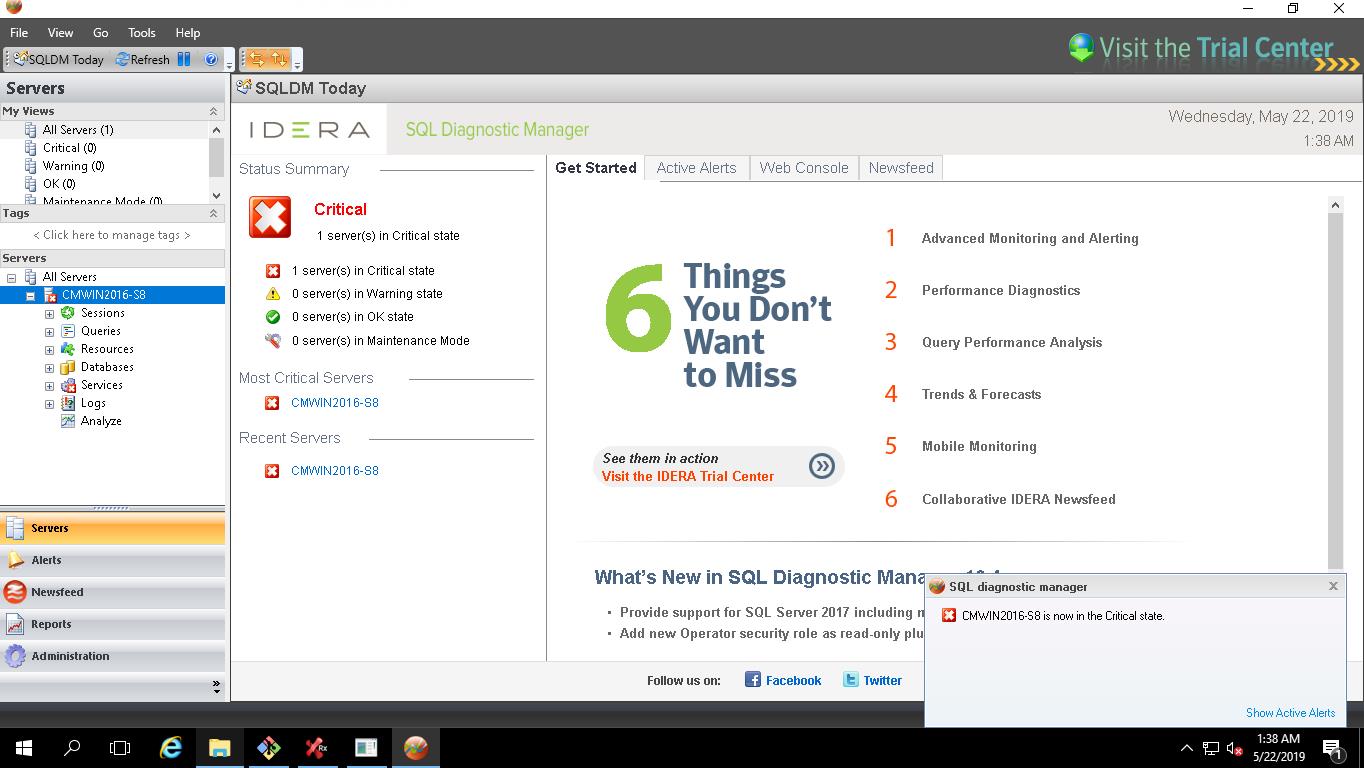 File View Go Tools Help
Visit the Trial Center
SQLDM Today Refresh
Servers
SQLDM Today
My Views
All Servers (1)
Critical (0)
Warning (0)
OK (0)
Maintenance Mode (0)
Tags
< Click here to manage tags >
Servers
All Servers
CMWIN2016-S8
Sessions
Queries
Resources
Databases
Services
Logs
Analyze
Servers
Alerts
Newsfeed
Reports
Administration
IDERA SQL Diagnostic Manager
Wednesday, May 22, 2019
1:38 AM
Status Summary
Critical
1 server(s) in Critical state
1 server(s) in Critical state
0 server(s) in Warning state
0 server(s) in OK state
0 server(s) in Maintenance Mode
Most Critical Servers
CMWIN2016-S8
Recent Servers
CMWIN2016-S8
Get Started Active Alerts Web Console Newsfeed
6 Things
You Don't
Want
to Miss
See them in action
Visit the IDERA Trial Center
1 Advanced Monitoring and Alerting
2 Performance Diagnostics
3 Query Performance Analysis
4 Trends & Forecasts
5 Mobile Monitoring
6 Collaborative IDERA Newsfeed
What's New in SQL Diagnostic
• Provide support for SQL Server 2017 including
• Add new Operator security role as read-only
Follow us on: Facebook Twitter
SQL diagnostic manager
CMWIN2016-S8 is now in the Critical state.
Show Active Alerts
Rx
1:38 AM
5/22/2019
1